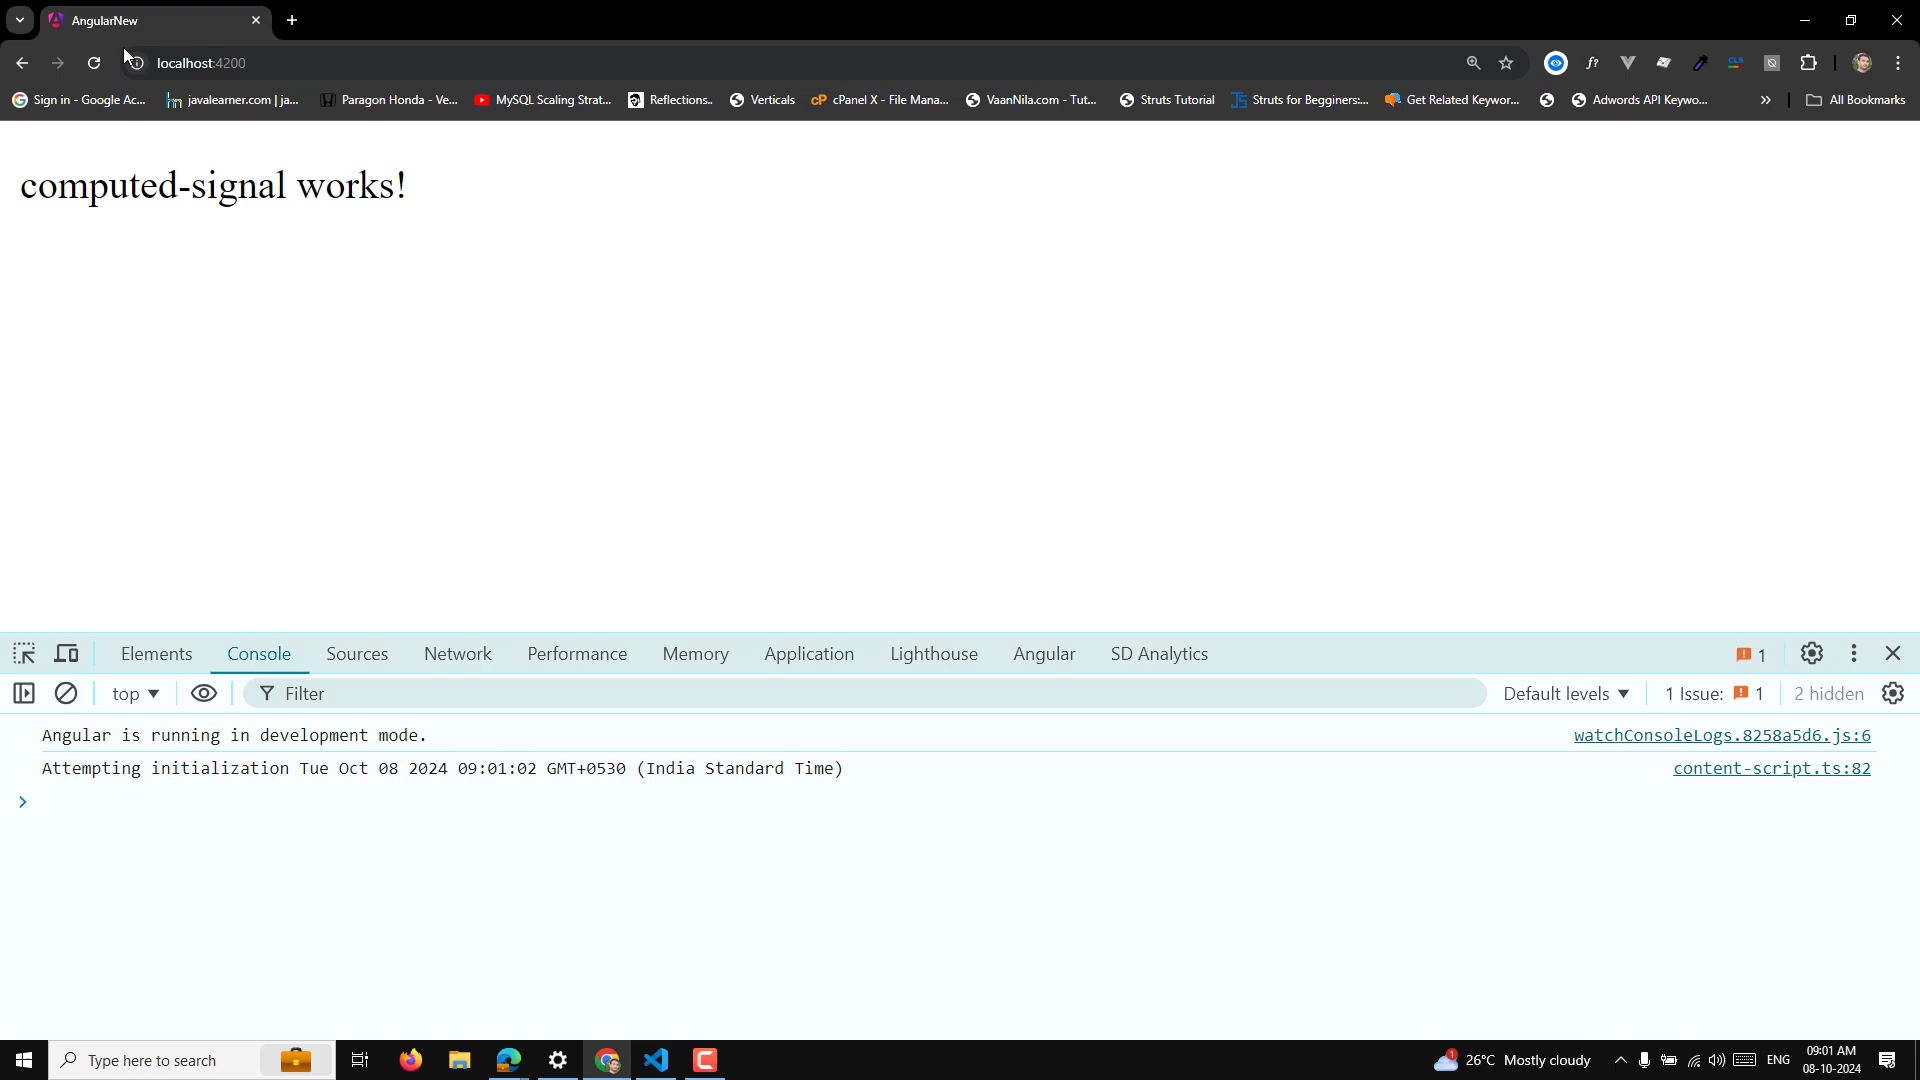 AngularNew
localhost:4200
Sign in - Google Ac... javalearner.com | ja... Paragon Honda - Ve... MySQL Scaling Strat... Reflections.. Verticals cPanel X - File Mana... VaanNila.com - Tut... Struts Tutorial Struts for Begginers:... Get Related Keywor... Adwords API Keywo... » All Bookmarks
computed-signal works!
Elements Console Sources Network Performance Memory Application Lighthouse Angular SD Analytics 1
top Filter Default levels 1 Issue: 1 2 hidden
Angular is running in development mode. watchConsoleLogs.8258a5d6.js:6
Attempting initialization Tue Oct 08 2024 09:01:02 GMT+0530 (India Standard Time) content-script.ts:82
Type here to search 1 26°C Mostly cloudy ENG 09:01 AM
08-10-2024